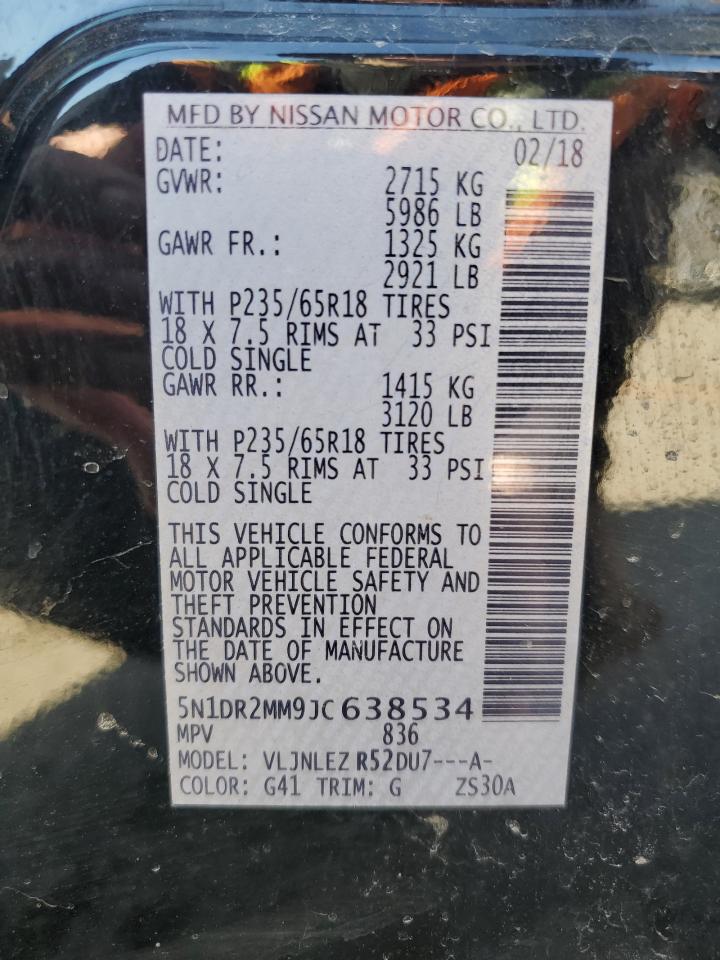 MFD BY NISSAN MOTOR CO., LTD.
DATE: 02/18
GVWR: 2715 KG
5986 LB
GAWR FR.: 1325 KG
2921 LB
WITH P235/65R18 TIRES
18 X 7.5 RIMS AT 33 PSI
COLD SINGLE
GAWR RR.: 1415 KG
3120 LB
WITH P235/65R18 TIRES
18 X 7.5 RIMS AT 33 PSI
COLD SINGLE
THIS VEHICLE CONFORMS TO
ALL APPLICABLE FEDERAL
MOTOR VEHICLE SAFETY AND
THEFT PREVENTION
STANDARDS IN EFFECT ON
THE DATE OF MANUFACTURE
SHOWN ABOVE.
5N1DR2MM9JC638534
MPV 836
MODEL: VLJNLEZ R52DU7---A-
COLOR: G41 TRIM: G ZS30A